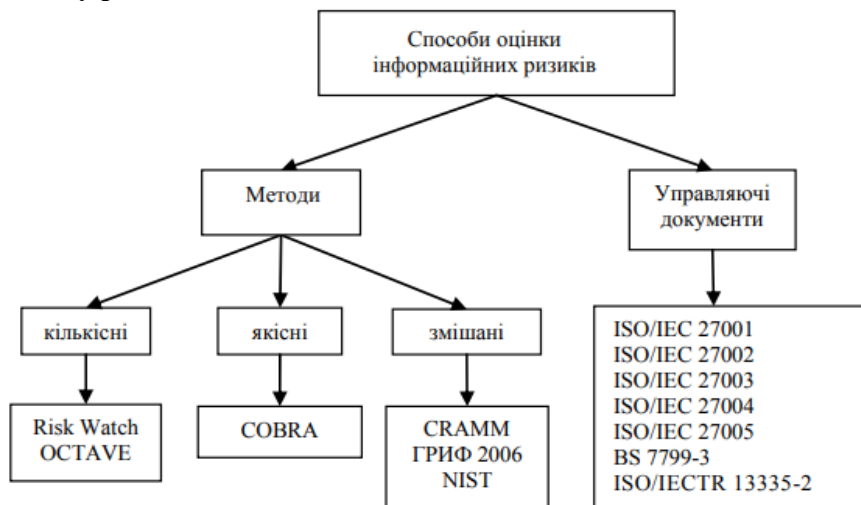 Способи оцінки
інформаційних ризиків
Методи
Управляючі
документи
кількісні
якісні
змішані
Risk Watch
OCTAVE
COBRA
CRAMM
ГРИФ 2006
NIST
ISO/IEC 27001
ISO/IEC 27002
ISO/IEC 27003
ISO/IEC 27004
ISO/IEC 27005
BS 7799-3
ISO/IECTR 13335-2